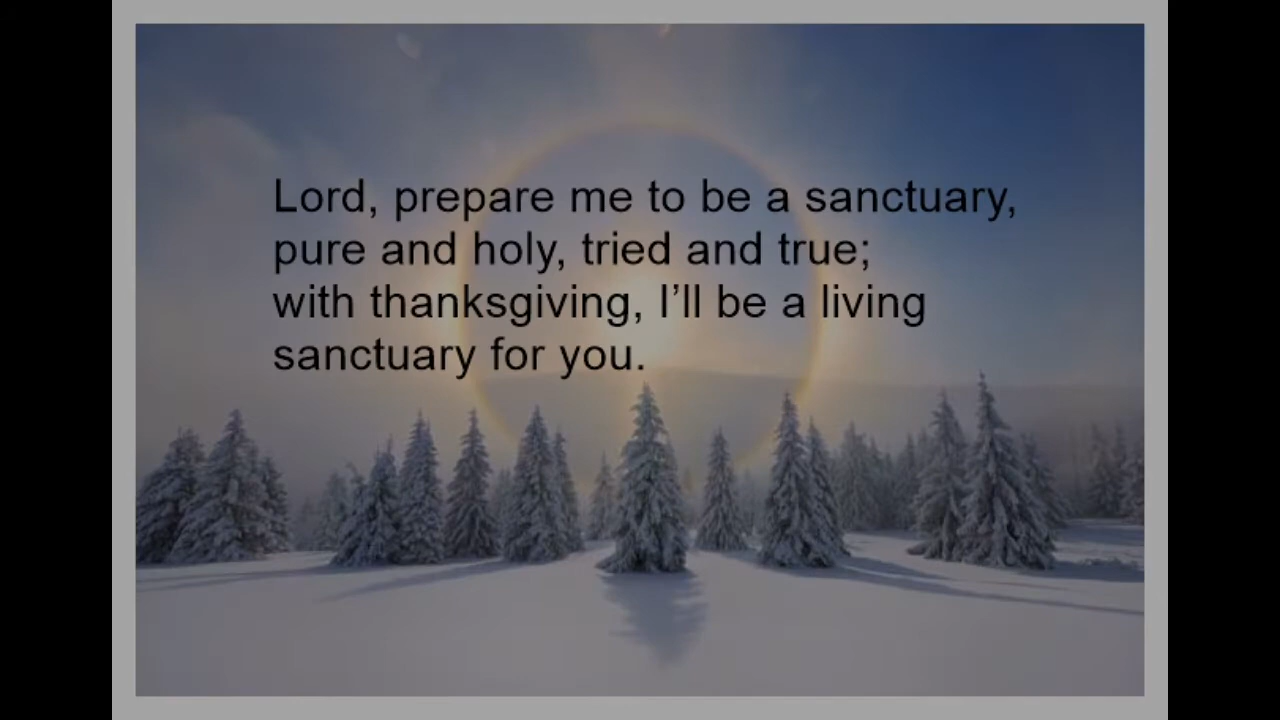 Lord, prepare me to be a sanctuary,
pure and holy, tried and true;
with thanksgiving, I’ll be a living
sanctuary for you.